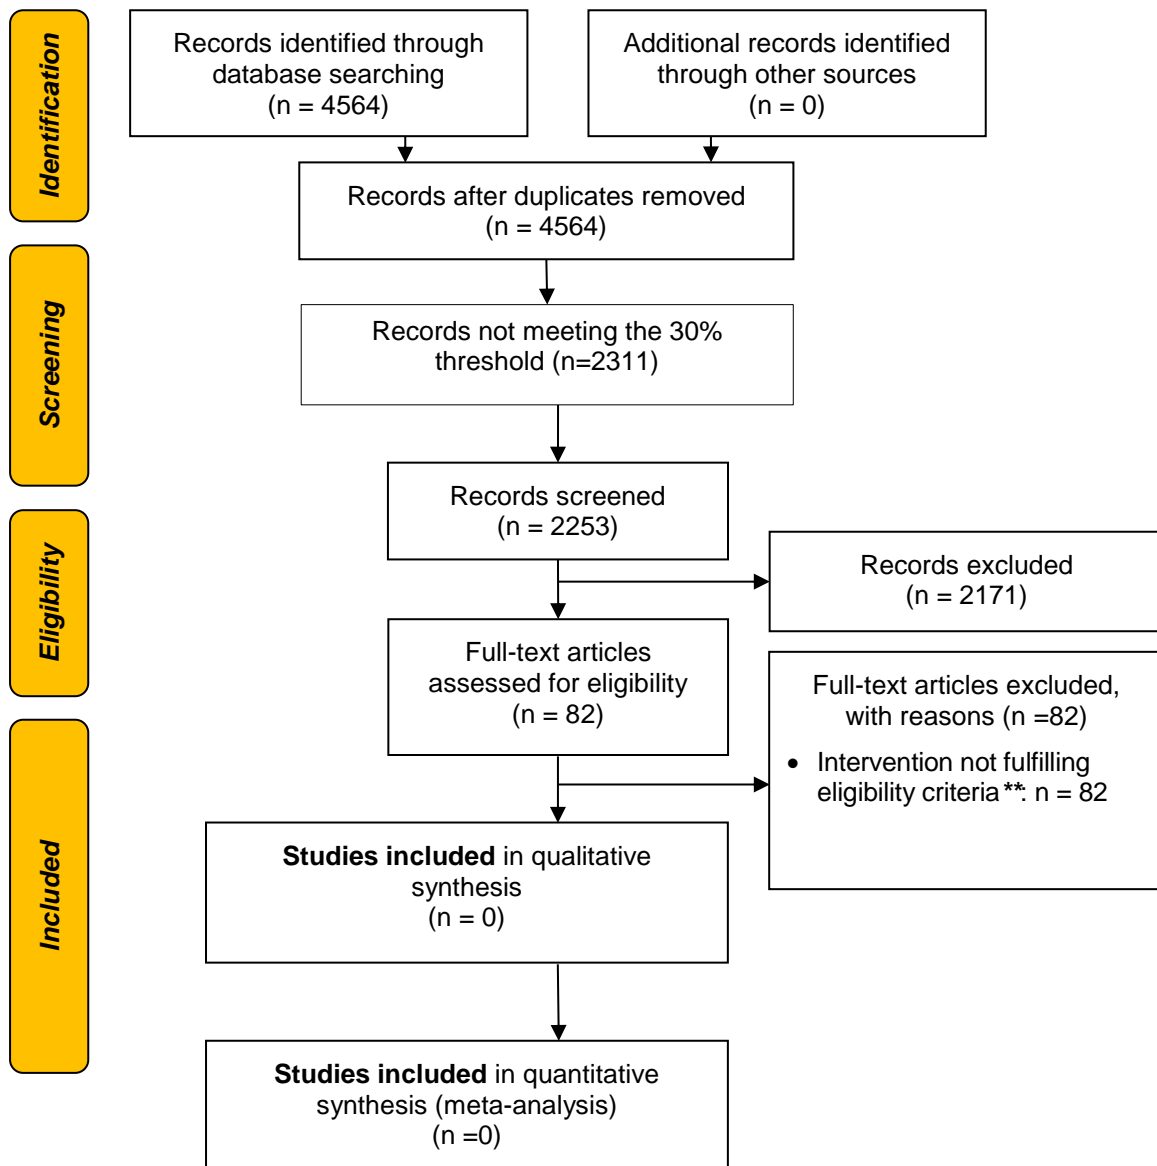 Identification
Records identified through
database searching
(n = 4564)
Additional records identified
through other sources
(n = 0)
Records after duplicates removed
(n = 4564)
Screening
Records not meeting the 30%
threshold (n=2311)
Records screened
(n = 2253)
Eligibility
Records excluded
(n = 2171)
Full-text articles
assessed for eligibility
(n = 82)
Full-text articles excluded,
with reasons (n =82)
• Intervention not fulfilling
eligibility criteria**: n = 82
Included
Studies included in qualitative
synthesis
(n = 0)
Studies included in quantitative
synthesis (meta-analysis)
(n =0)